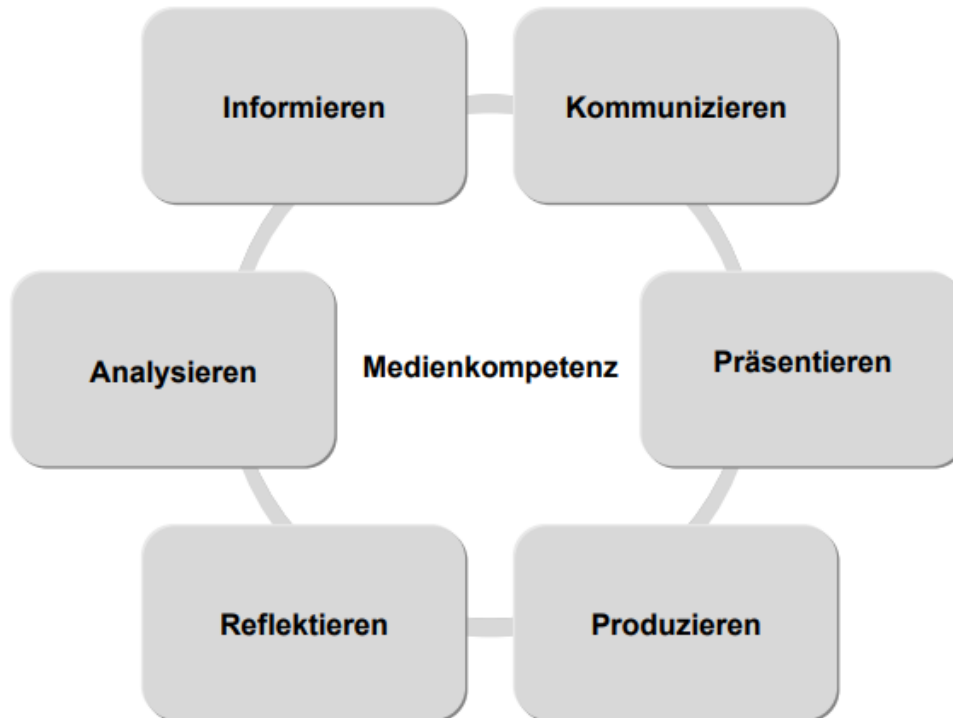 Informieren
Kommunizieren
Analysieren
Medienkompetenz
Präsentieren
Reflektieren
Produzieren